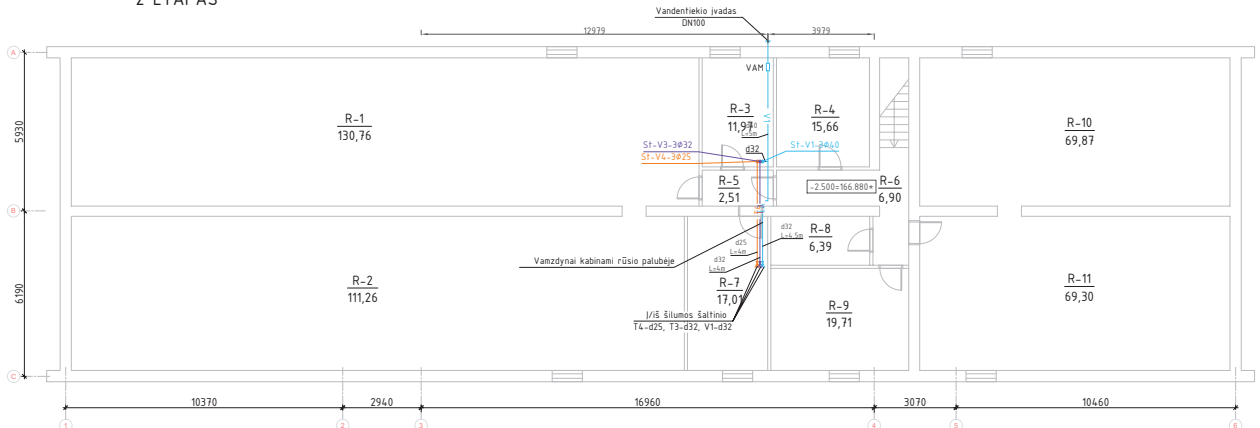 2 ETAPAS
Vandentiekio įvadas
DN100
12979
3979
A
VAM
R-3
11,97
V1
L=5m
R-4
15,66
R-1
130,76
R-10
69,87
5930
d32
St-V3-3Ø32
St-V4-3Ø25
St-V1-3Ø40
R-5
2,51
-2.500=166.880*
R-6
6,90
B
R-8
6,39
d32
L=4.5m
d25
L=4m
d32
L=4m
Vamzdynai kabinami rūsio palubėje
R-2
111,26
R-7
17,01
R-9
19,71
R-11
69,30
6190
Į/iš šilumos šaltinio
T4-d25, T3-d32, V1-d32
C
10370
2940
16960
3070
10460
1
2
3
4
5
6